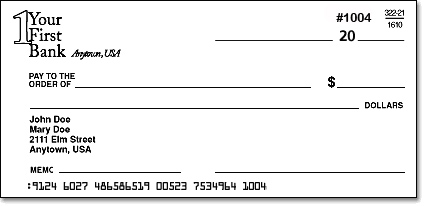 1 Your
First
Bank Anytown, USA
#1004
322-21
1610
20
PAY TO THE
ORDER OF
$
DOLLARS
John Doe
Mary Doe
2111 Elm Street
Anytown, USA
MEMO
:9124 6027 486586519 00523 7534964 1004